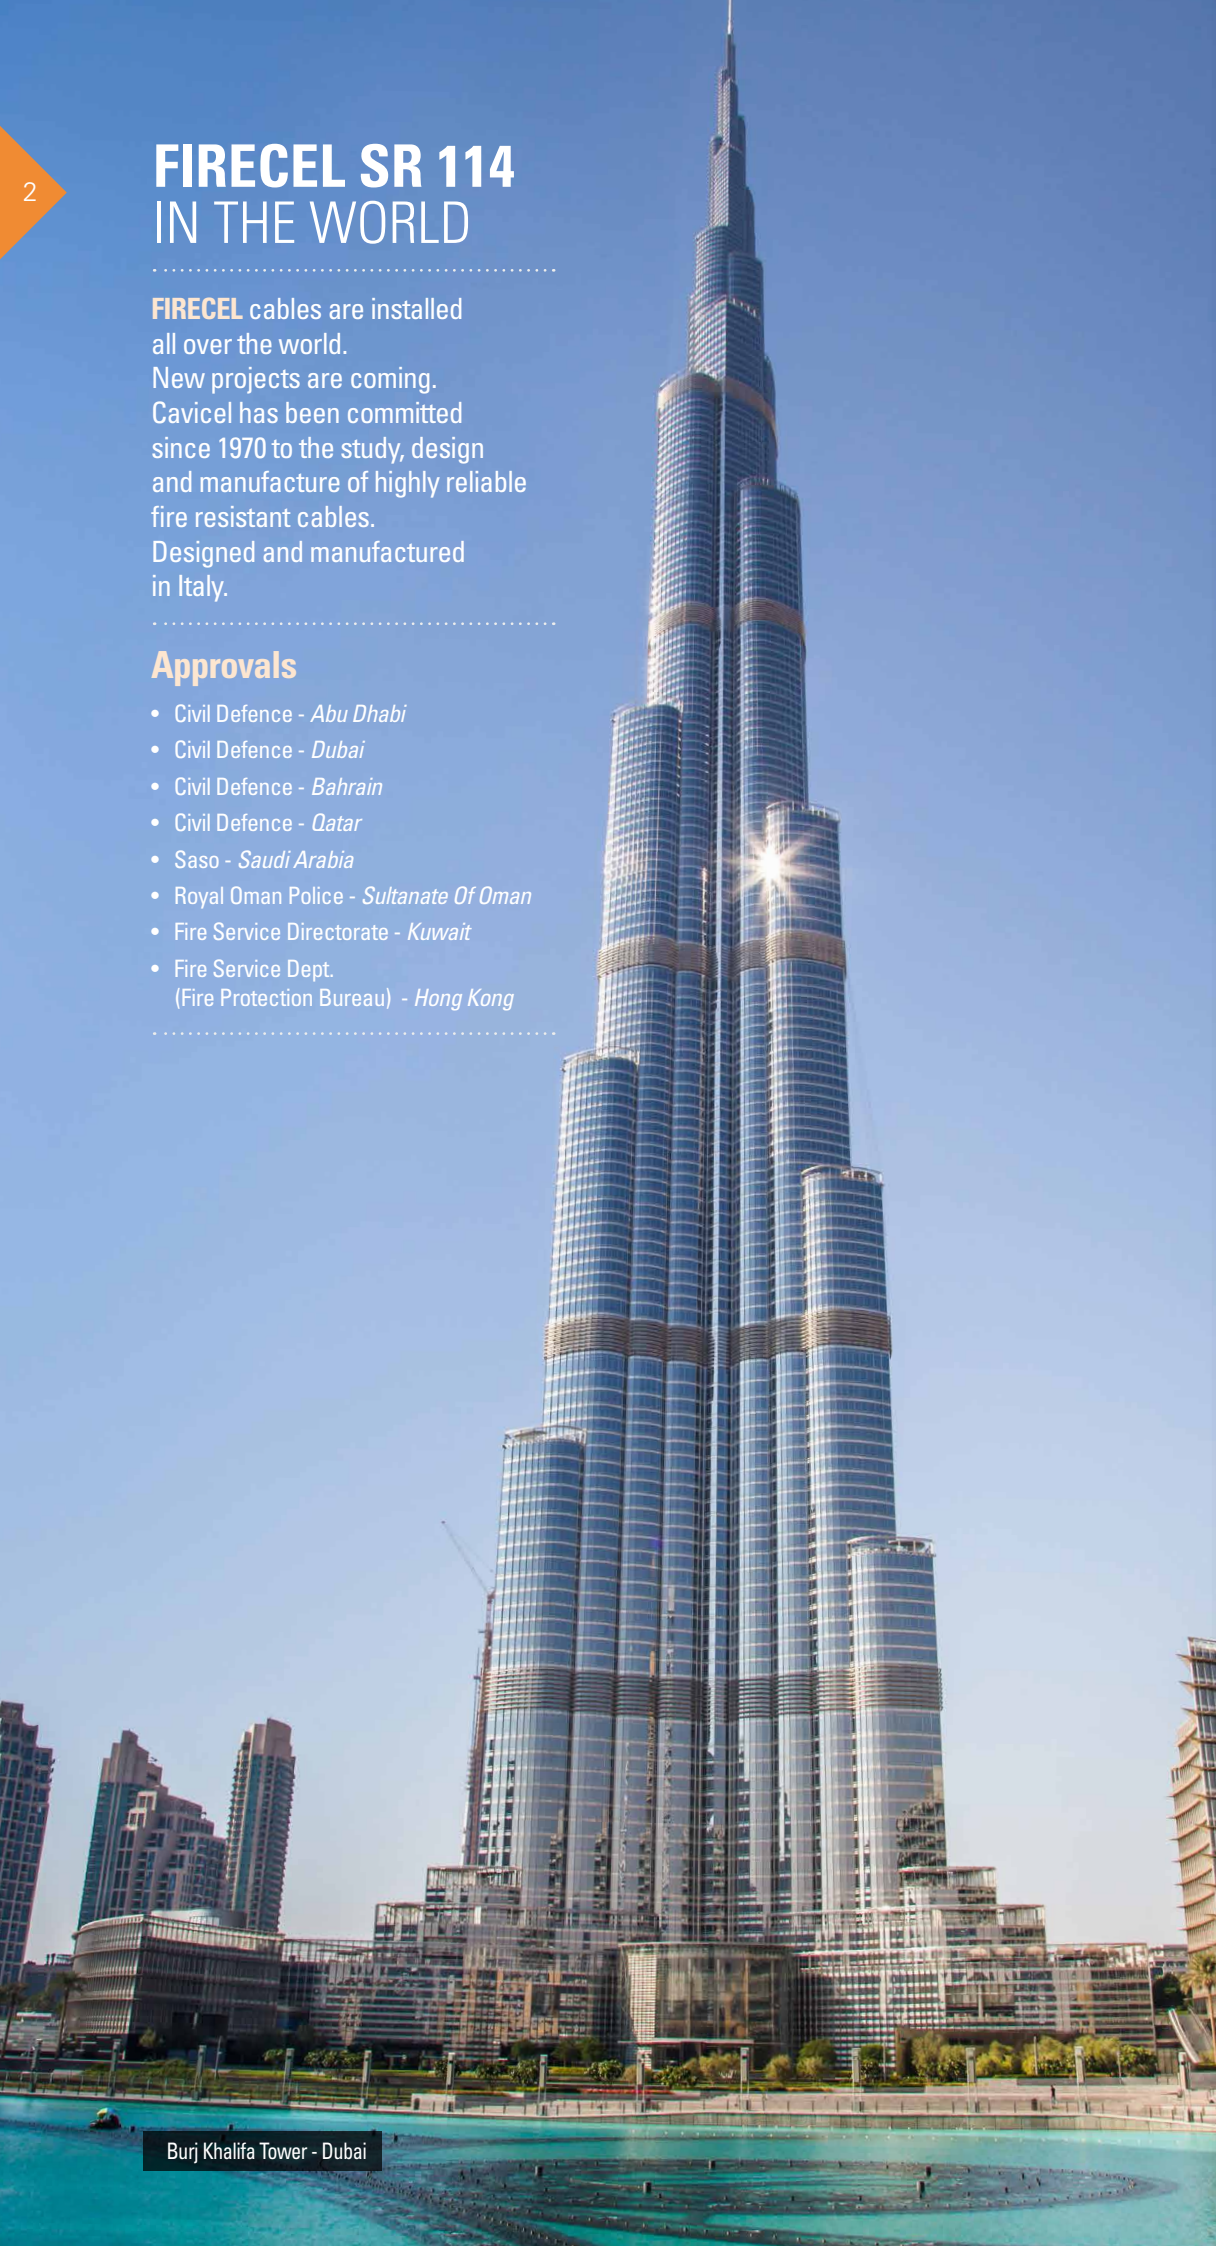 2
FIRECEL SR 114
IN THE WORLD
FIRECEL cables are installed
all over the world.
New projects are coming.
Cavicel has been committed
since 1970 to the study, design
and manufacture of highly reliable
fire resistant cables.
Designed and manufactured
in Italy.
Approvals
• Civil Defence - Abu Dhabi
• Civil Defence - Dubai
• Civil Defence - Bahrain
• Civil Defence - Qatar
• Saso - Saudi Arabia
• Royal Oman Police - Sultanate Of Oman
• Fire Service Directorate - Kuwait
• Fire Service Dept.
(Fire Protection Bureau) - Hong Kong
Burj Khalifa Tower - Dubai